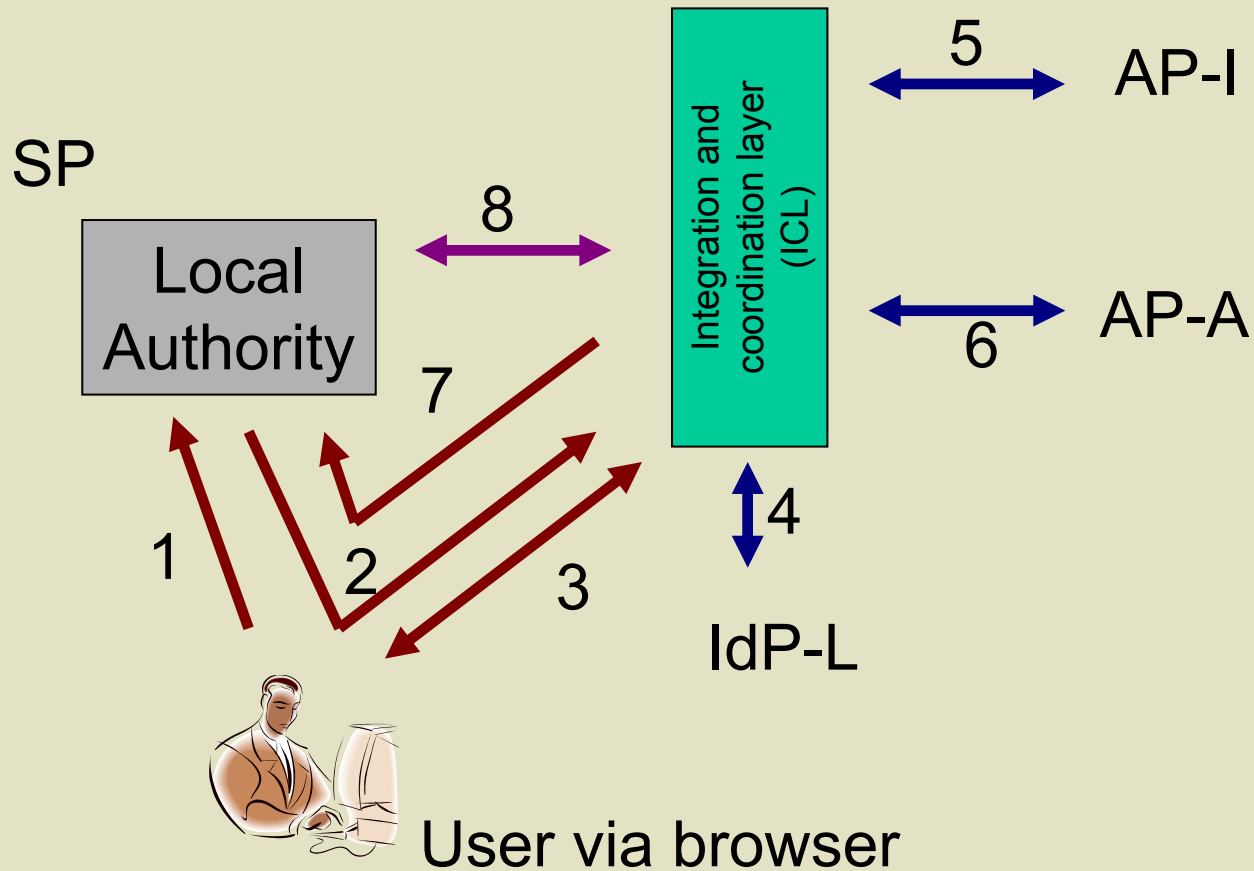 SP
Local
Authority
8
Integration and
coordination layer
(ICL)
5
AP-I
6
AP-A
7
1
2
3
4
IdP-L
User via browser